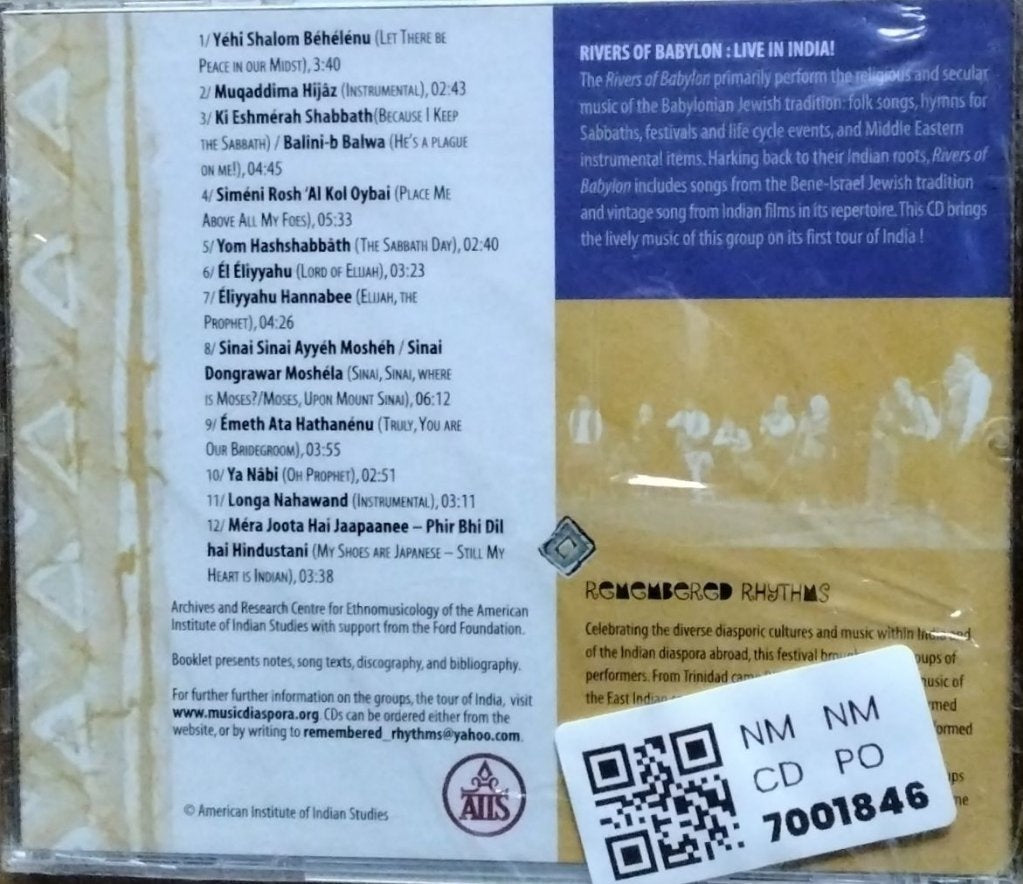 1/ Yéhi Shalom Béhélénu (Let There be
Peace in our Midst), 3:40
2/ Muqaddima Hijâz (Instrumental), 02:43
3/ Ki Eshmérah Shabbath(Because I Keep
the Sabbath) / Balini-b Balwa (He's a plague
on me!), 04:45
4/ Siméni Rosh 'Al Kol Oybai (Place Me
Above All My Foes), 05:33
5/ Yom Hashshabbâth (The Sabbath Day), 02:40
6/ Él Éliyyahu (Lord of Elijah), 03:23
7/ Éliyyahu Hannabee (Elijah, the
Prophet), 04:26
8/ Sinai Sinai Ayyéh Moshéh / Sinai
Dongrawar Moshéla (Sinai, Sinai, where
is Moses?/Moses, Upon Mount Sinai), 06:12
9/ Émeth Ata Hathanénu (Truly, You are
Our Bridegroom), 03:55
10/ Ya Nâbi (Oh Prophet), 02:51
11/ Longa Nahawand (Instrumental), 03:11
12/ Méra Joota Hai Jaapaanee – Phir Bhi Dil
hai Hindustani (My Shoes are Japanese – Still My
Heart is Indian), 03:38
Archives and Research Centre for Ethnomusicology of the American
Institute of Indian Studies with support from the Ford Foundation.
Booklet presents notes, song texts, discography, and bibliography.
For further further information on the groups, the tour of India, visit
www.musicdiaspora.org. CDs can be ordered either from the
website, or by writing to remembered_rhythms@yahoo.com.
© American Institute of Indian Studies
AIIS
RIVERS OF BABYLON : LIVE IN INDIA!
The Rivers of Babylon primarily perform the religious and secular
music of the Babylonian Jewish tradition: folk songs, hymns for
Sabbaths, festivals and life cycle events, and Middle Eastern
instrumental items. Harking back to their Indian roots, Rivers of
Babylon includes songs from the Bene-Israel Jewish tradition
and vintage song from Indian films in its repertoire. This CD brings
the lively music of this group on its first tour of India !
REMEMBERED RHYTHMS
Celebrating the diverse diasporic cultures and music within India and
of the Indian diaspora abroad, this festival
performers. From Trinidad
the East Indian
NM NM
CD PO
7001846